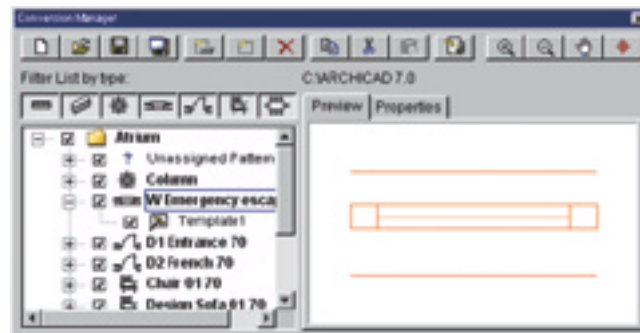 Conversion Manager
Filter List by type:
C:\ARCHICAD 7.0
Preview
Properties
Atrium
? Unassigned Pattern
Column
W Emergency escap
Template1
D1 Entrance 70
D2 French 70
Chair 01 70
Design Sofa 01 70